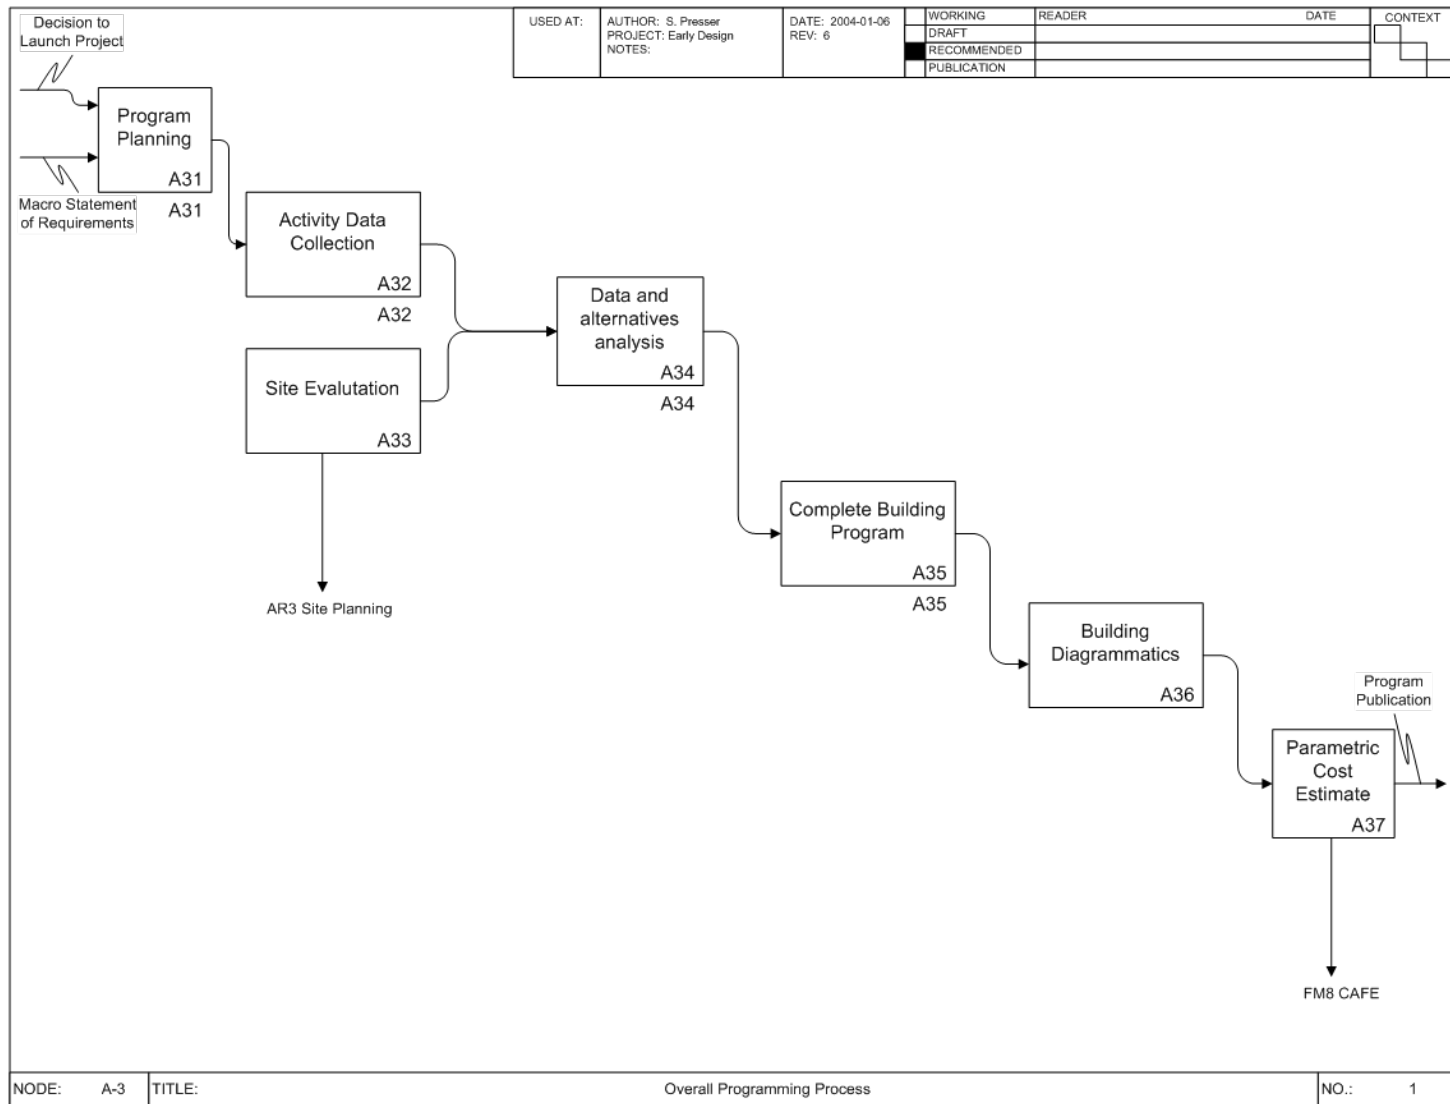 Decision to
Launch Project
USED AT:
AUTHOR: S. Presser
PROJECT: Early Design
NOTES:
DATE: 2004-01-06
REV: 6
WORKING
DRAFT
RECOMMENDED
PUBLICATION
READER DATE
CONTEXT
Program
Planning
A31
A31
Macro Statement
of Requirements
Activity Data
Collection
A32
A32
Site Evalutation
A33
AR3 Site Planning
Data and
alternatives
analysis
A34
A34
Complete Building
Program
A35
A35
Building
Diagrammatics
A36
Program
Publication
Parametric
Cost
Estimate
A37
FM8 CAFE
NODE: A-3
TITLE: Overall Programming Process
NO.: 1